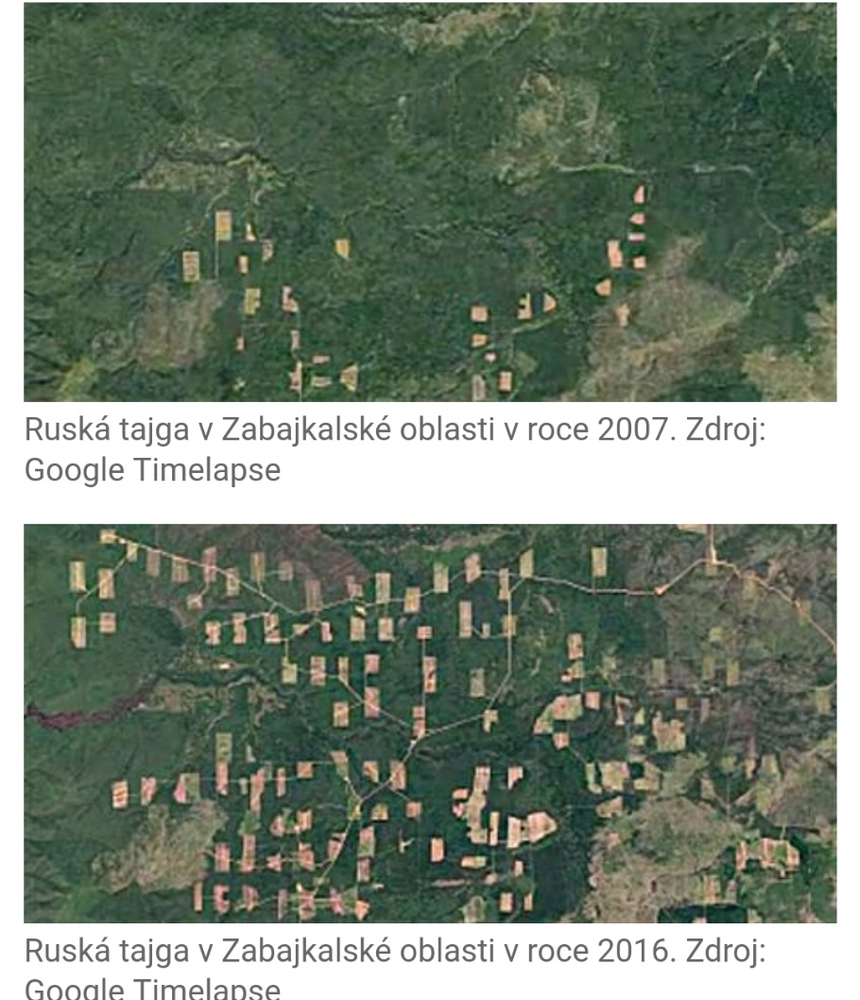 Ruská tajga v Zabajkalské oblasti v roce 2007. Zdroj:
Google Timelapse
Ruská tajga v Zabajkalské oblasti v roce 2016. Zdroj:
Google Timelapse